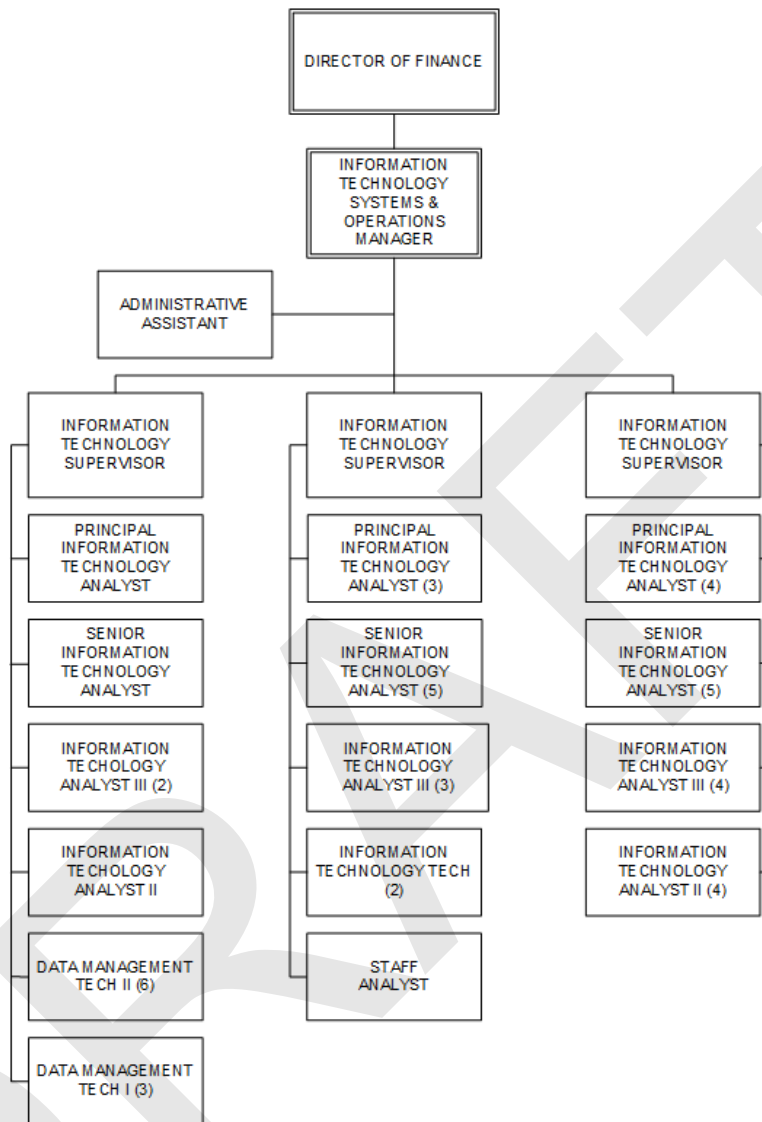 DIRECTOR OF FINANCE
INFORMATION
TECHNOLOGY
SYSTEMS &
OPERATIONS
MANAGER
ADMINISTRATIVE
ASSISTANT
INFORMATION
TECHNOLOGY
SUPERVISOR
PRINCIPAL
INFORMATION
TECHNOLOGY
ANALYST
SENIOR
INFORMATION
TECHNOLOGY
ANALYST
INFORMATION
TECHOLOGY
ANALYST III (2)
INFORMATION
TECHOLOGY
ANALYST II
DATA MANAGEMENT
TECH II (6)
DATA MANAGEMENT
TECH I (3)
INFORMATION
TECHNOLOGY
SUPERVISOR
PRINCIPAL
INFORMATION
TECHNOLOGY
ANALYST (3)
SENIOR
INFORMATION
TECHNOLOGY
ANALYST (5)
INFORMATION
TECHNOLOGY
ANALYST III (3)
INFORMATION
TECHNOLOGY TECH
(2)
STAFF
ANALYST
INFORMATION
TECHNOLOGY
SUPERVISOR
PRINCIPAL
INFORMATION
TECHNOLOGY
ANALYST (4)
SENIOR
INFORMATION
TECHNOLOGY
ANALYST (5)
INFORMATION
TECHNOLOGY
ANALYST III (4)
INFORMATION
TECHNOLOGY
ANALYST II (4)
DRAFT